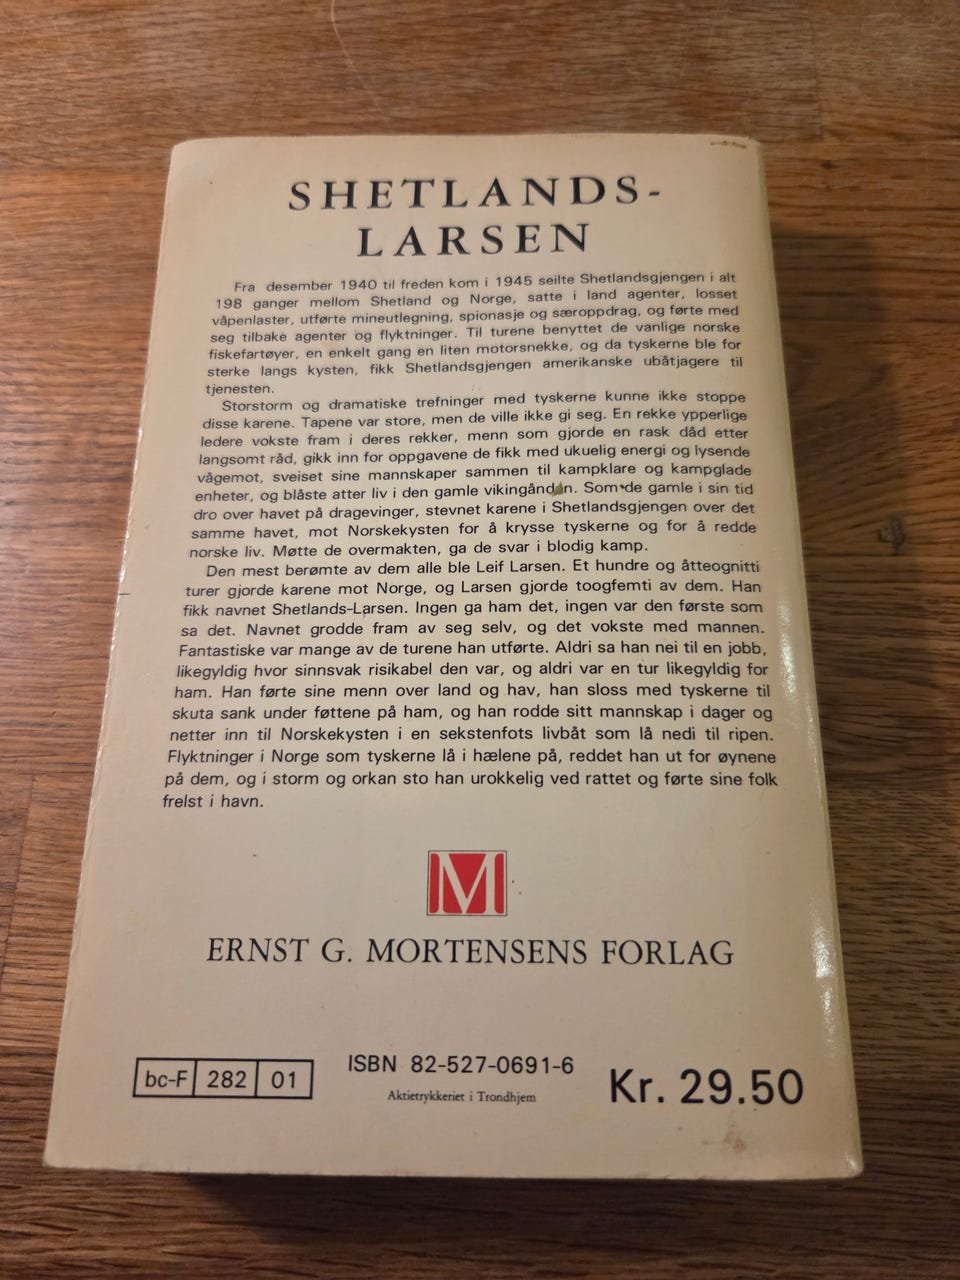 SHETLANDS-
LARSEN
Fra desember 1940 til freden kom i 1945 seilte Shetlandsgjengen i alt
198 ganger mellom Shetland og Norge, satte i land agenter, losset
våpenlaster, utførte mineutlegning, spionasje og særoppdrag, og førte med
seg tilbake agenter og flyktninger. Til turene benyttet de vanlige norske
fiskefartøyer, en enkelt gang en liten motorsnekke, og da tyskerne ble for
sterke langs kysten, fikk Shetlandsgjengen amerikanske ubåtjagere til
tjenesten.
Storstorm og dramatiske trefninger med tyskerne kunne ikke stoppe
disse karene. Tapene var store, men de ville ikke gi seg. En rekke ypperlige
ledere vokste fram i deres rekker, menn som gjorde en rask dåd etter
langsomt råd, gikk inn for oppgavene de fikk med ukuelig energi og lysende
vågemot, sveiset sine mannskaper sammen til kampklare og kampglade
enheter, og blåste atter liv i den gamle vikingånden. Som de gamle i sin tid
dro over havet på dragevinger, stevnet karene i Shetlandsgjengen over det
samme havet, mot Norskekysten for å krysse tyskerne og for å redde
norske liv. Møtte de overmakten, ga de svar i blodig kamp.
Den mest berømte av dem alle ble Leif Larsen. Et hundre og åtteognitti
turer gjorde karene mot Norge, og Larsen gjorde toogfemti av dem. Han
fikk navnet Shetlands-Larsen. Ingen ga ham det, ingen var den første som
sa det. Navnet grodde fram av seg selv, og det vokste med mannen.
Fantastiske var mange av de turene han utførte. Aldri sa han nei til en jobb,
likegyldig hvor sinnsvak risikabel den var, og aldri var en tur likegyldig for
ham. Han førte sine menn over land og hav, han sloss med tyskerne til
skuta sank under føttene på ham, og han rodde sitt mannskap i dager og
netter inn til Norskekysten i en sekstenfots livbåt som lå nedi til ripen.
Flyktninger i Norge som tyskerne lå i hælene på, reddet han ut for øynene
på dem, og i storm og orkan sto han urokkelig ved rattet og førte sine folk
frelst i havn.
M
ERNST G. MORTENSENS FORLAG
bc-F 282 01
ISBN 82-527-0691-6
Aktietrykkeriet i Trondhjem
Kr. 29.50